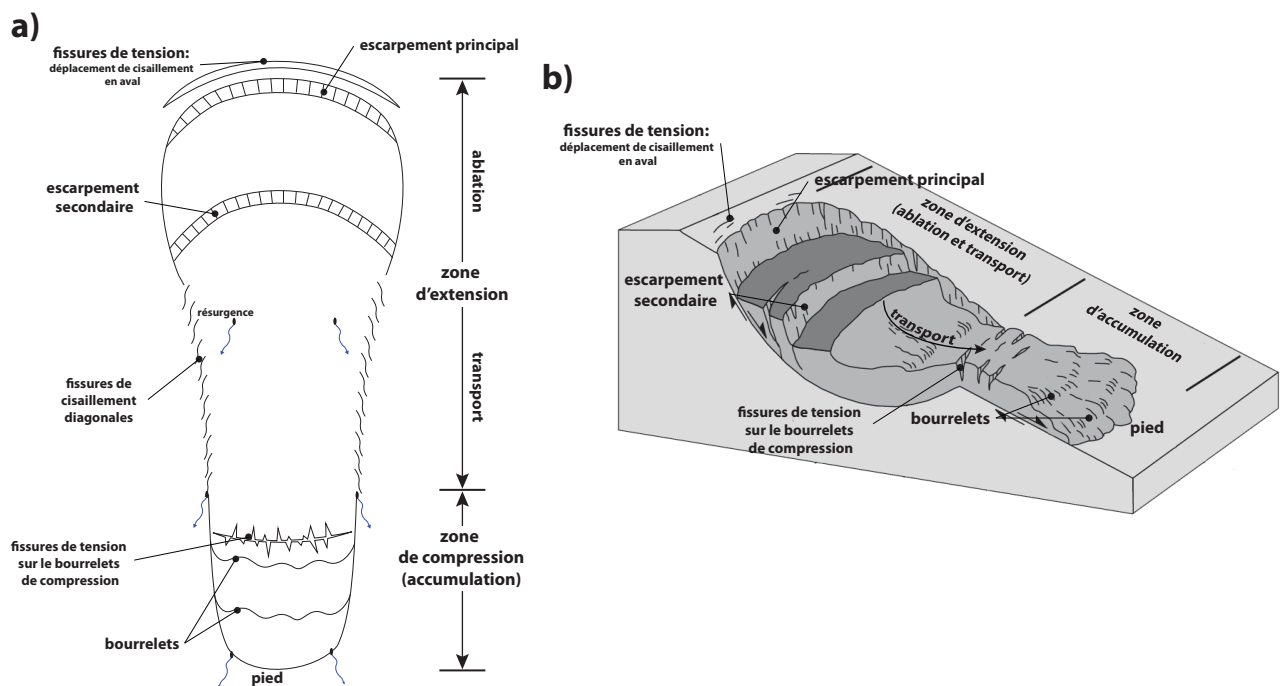 a)
fissures de tension:
déplacement de cisaillement
en aval
escarpement principal
ablation
escarpement
secondaire
zone
d'extension
résurgence
transport
fissures de
cisaillement
diagonales
fissures de tension
sur le bourrelets
de compression
zone
de compression
(accumulation)
bourrelets
pied
b)
fissures de tension:
déplacement de cisaillement
en aval
escarpement principal
zone d'extension
(ablation et transport)
escarpement
secondaire
transport
zone
d'accumulation
fissures de tension
sur le bourrelets
de compression
bourrelets
pied